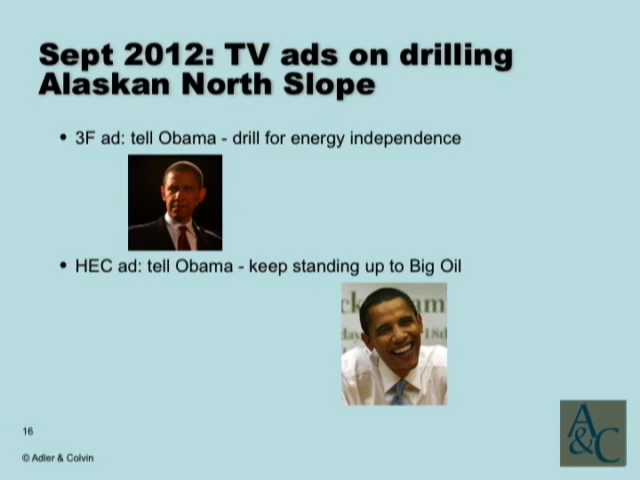 Sept 2012: TV ads on drilling
Alaskan North Slope
• 3F ad: tell Obama - drill for energy independence
• HEC ad: tell Obama - keep standing up to Big Oil
16
© Adler & Colvin
A&C